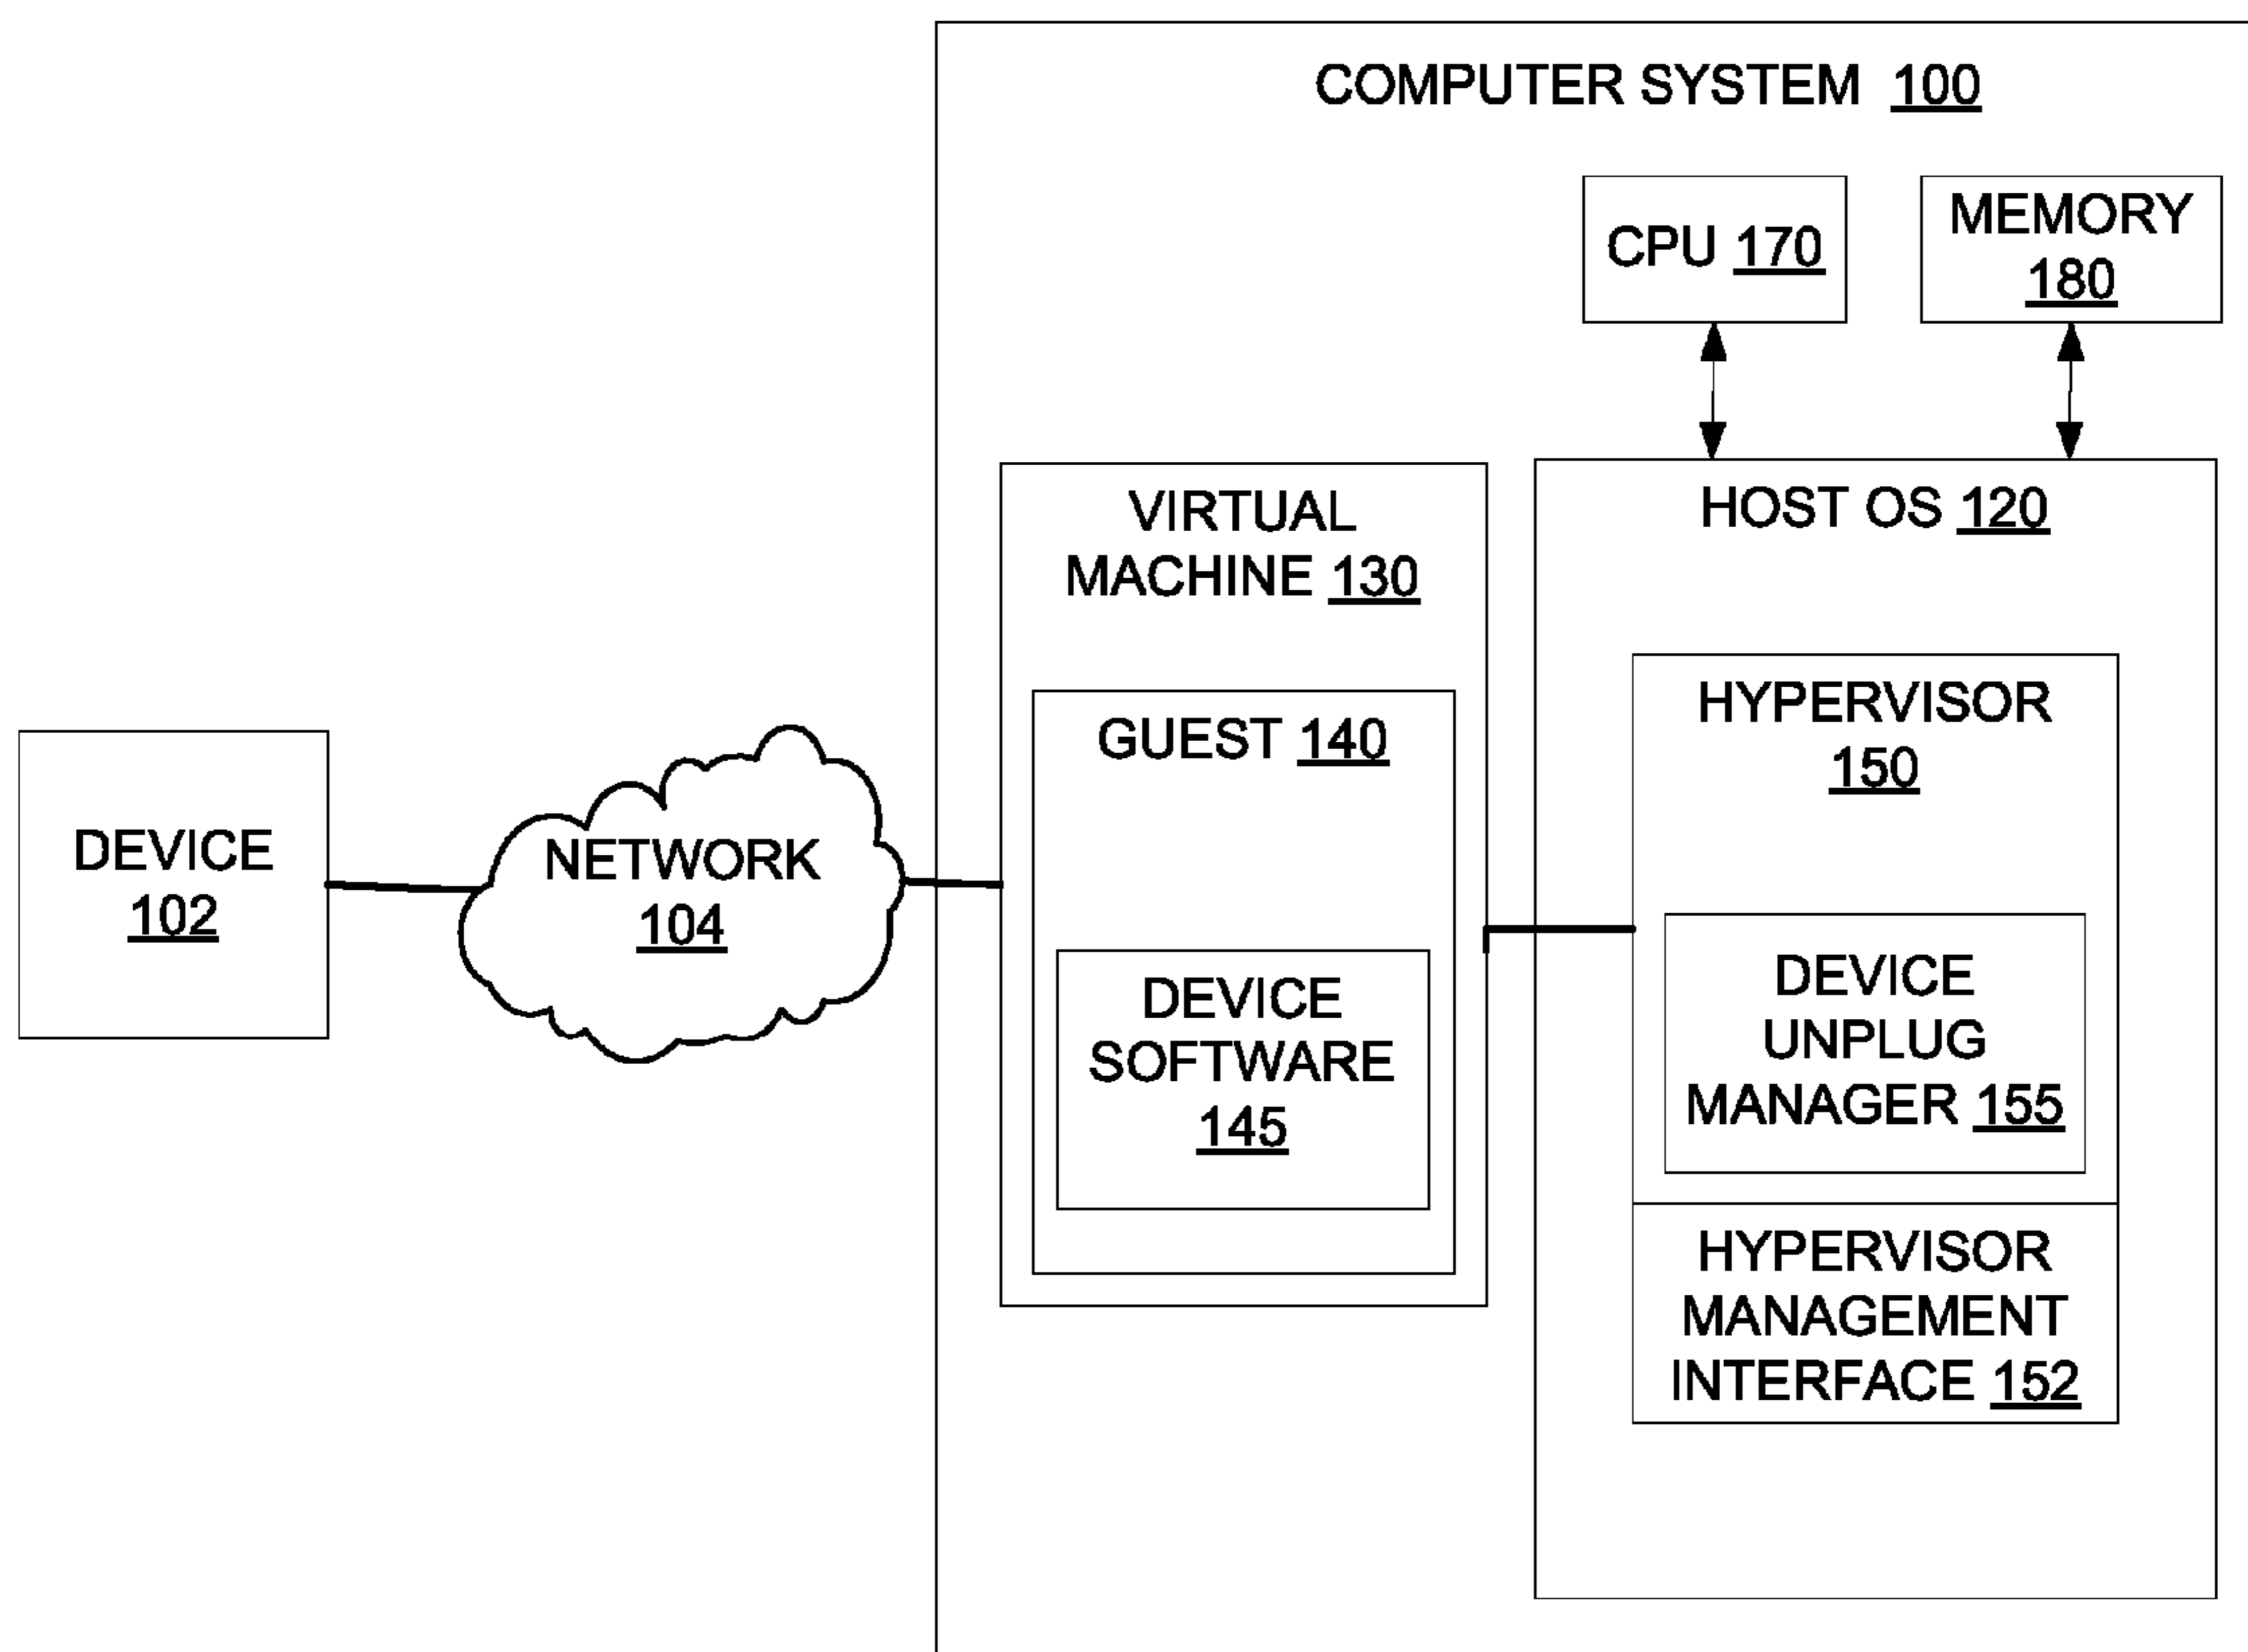 COMPUTER SYSTEM 100
CPU 170
MEMORY
180
VIRTUAL
MACHINE 130
HOST OS 120
GUEST 140
HYPERVISOR
150
DEVICE
102
NETWORK
104
DEVICE
SOFTWARE
145
DEVICE
UNPLUG
MANAGER 155
HYPERVISOR
MANAGEMENT
INTERFACE 152